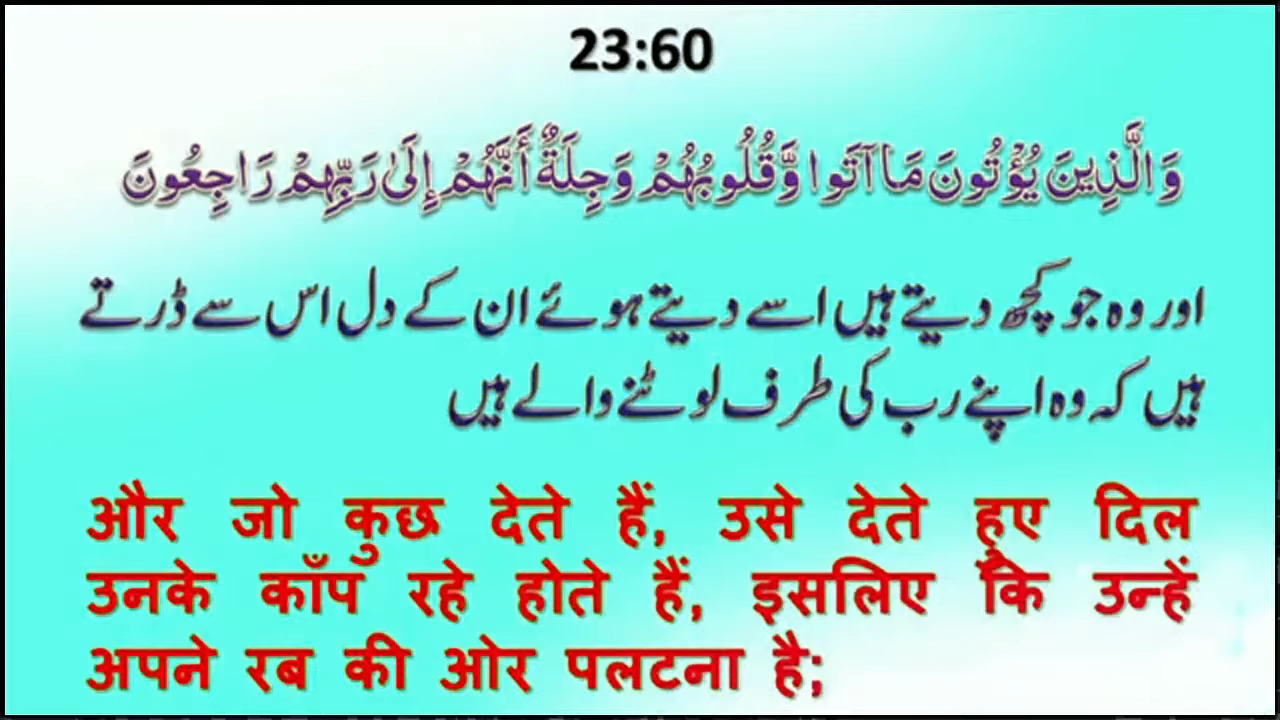 23:60
وَالَّذِينَ يُؤْتُونَ مَا آتَوا وَّقُلُوبُهُمْ وَجِلَةٌ أَنَّهُمْ إِلَىٰ رَبِّهِمْ رَاجِعُونَ
اور وہ جو کچھ دیتے ہیں اسے دیتے ہوئے ان کے دل اس سے ڈرتے
ہیں کہ وہ اپنے رب کی طرف لوٹنے والے ہیں
और जो कुछ देते हैं, उसे देते हुए दिल
उनके काँप रहे होते हैं, इसलिए कि उन्हें
अपने रब की ओर पलटना है;